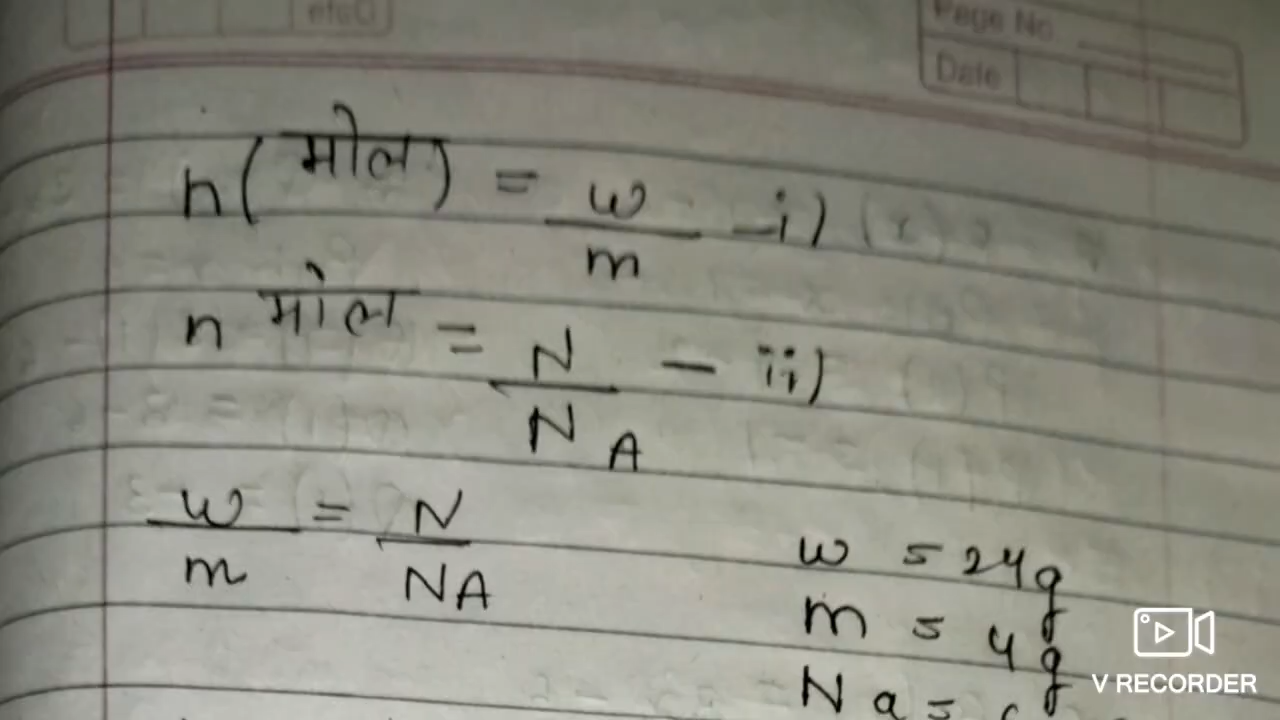 Page No
Date
n(मोल) = w/m - i)
n मोल = N/N A - ii)
w/m = N/NA
w = 24g
m = 4g
Na =
V RECORDER